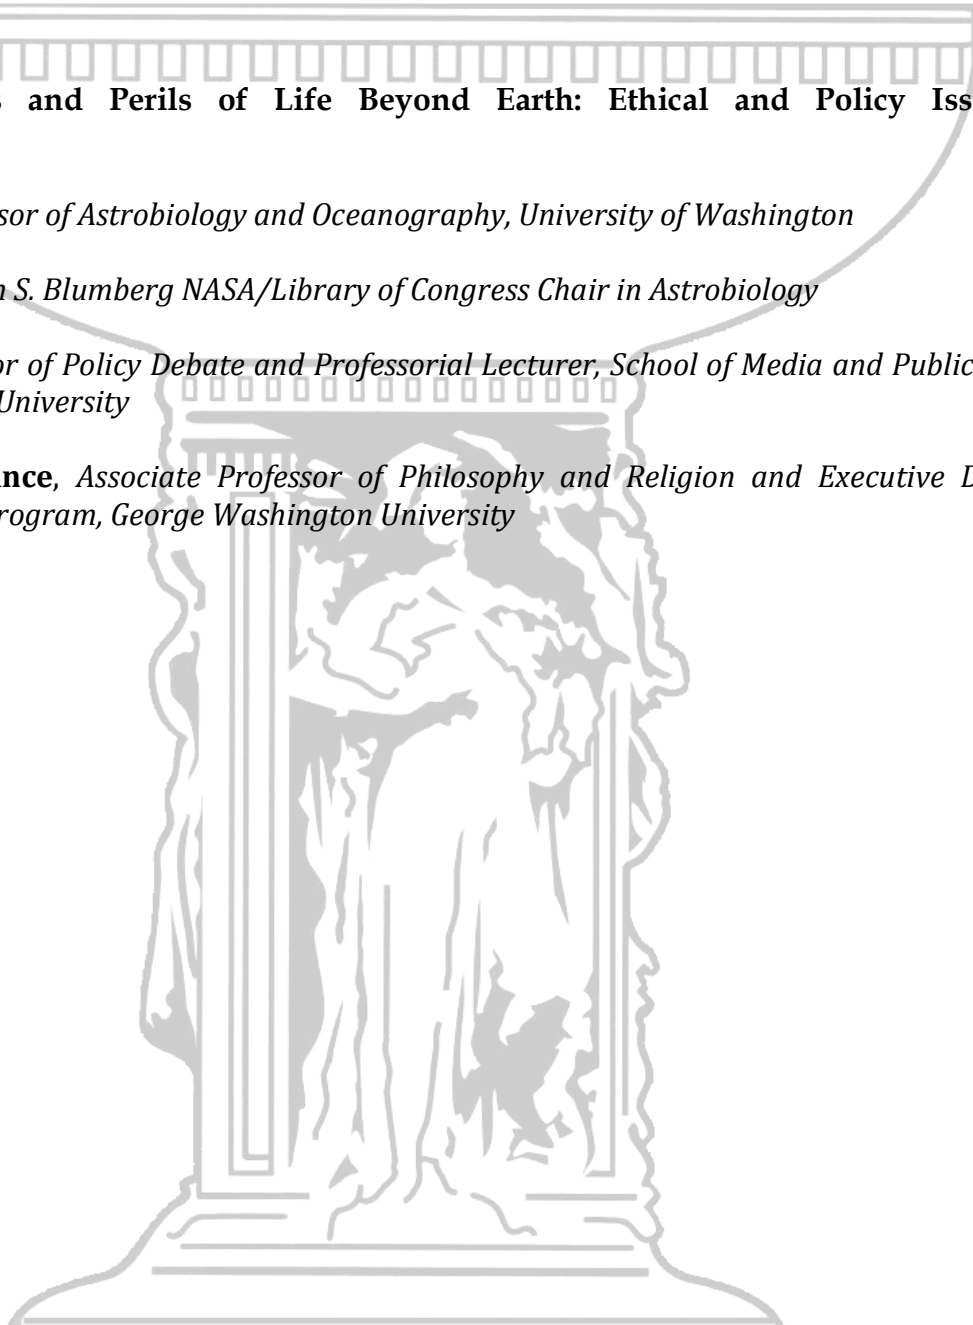 s and Perils of Life Beyond Earth: Ethical and Policy Iss
sor of Astrobiology and Oceanography, University of Washington
n S. Blumberg NASA/Library of Congress Chair in Astrobiology
or of Policy Debate and Professorial Lecturer, School of Media and Public
University
ance, Associate Professor of Philosophy and Religion and Executive D
rogram, George Washington University